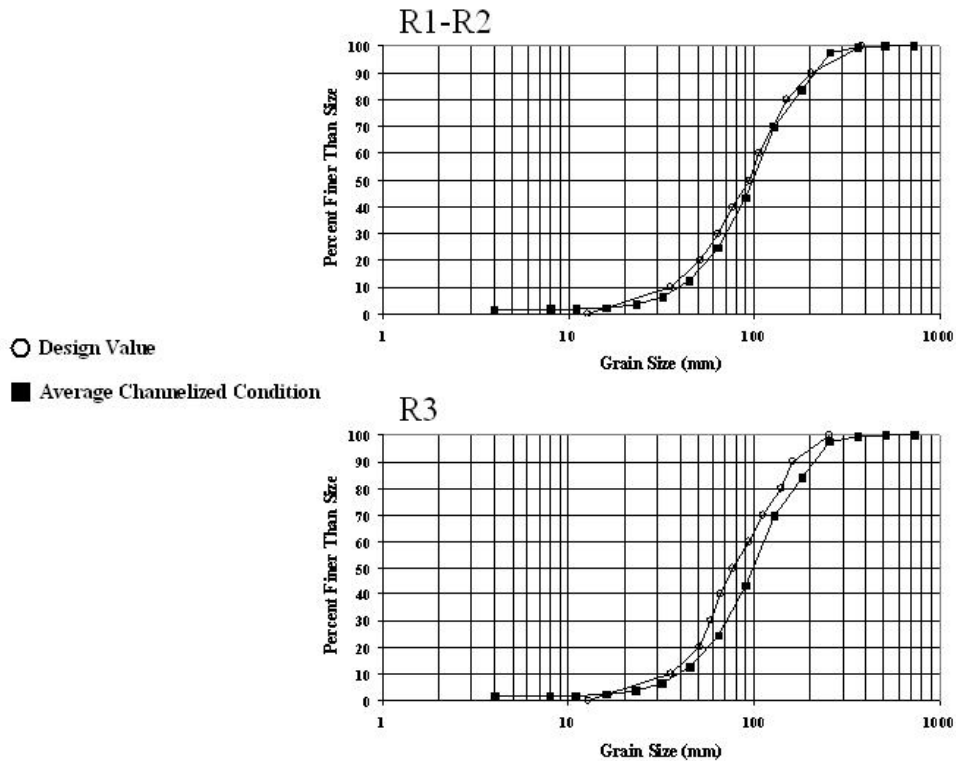 R1-R2
100
90
80
70
60
50
40
30
20
10
0
Percent Finer Than Size
1 10 100 1000
Grain Size (mm)
Design Value
Average Channelized Condition
R3
100
90
80
70
60
50
40
30
20
10
0
Percent Finer Than Size
1 10 100 1000
Grain Size (mm)